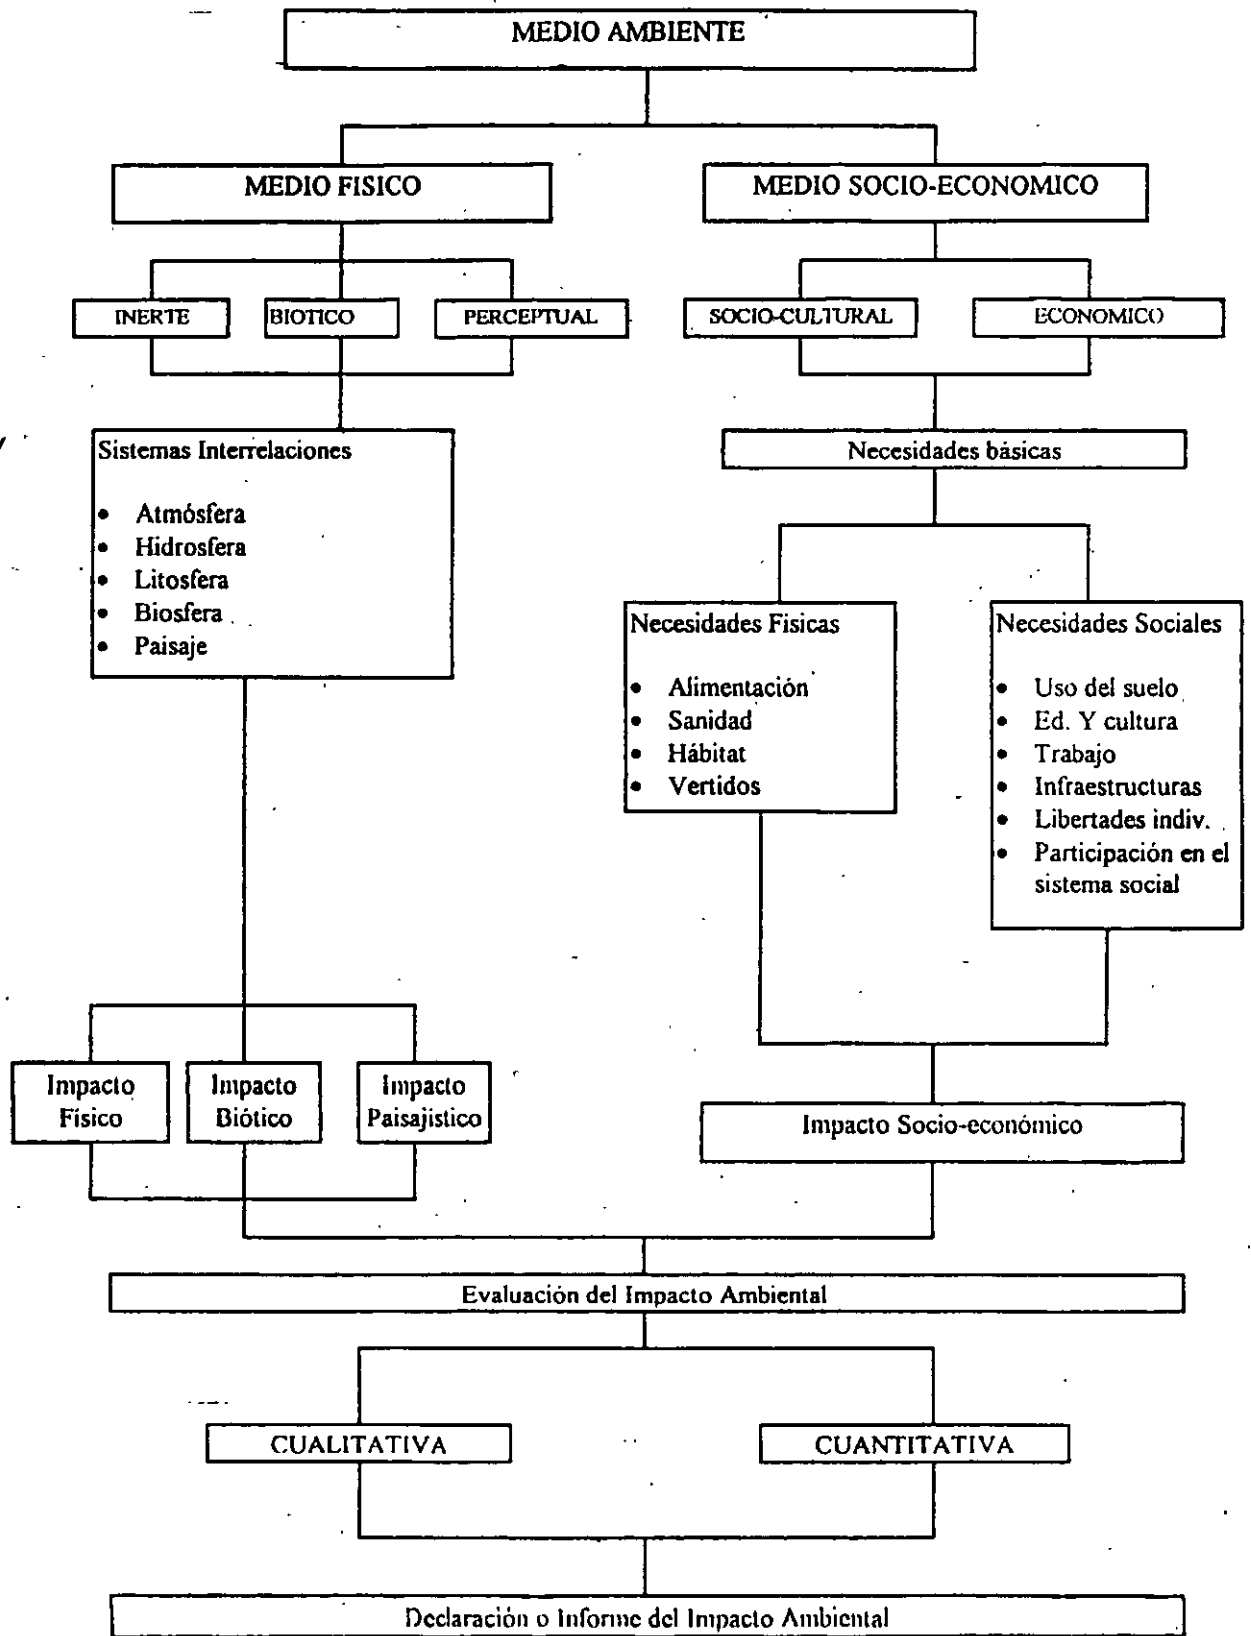 MEDIO AMBIENTE
MEDIO FISICO
MEDIO SOCIO-ECONOMICO
INERTE
BIOTICO
PERCEPTUAL
SOCIO-CULTURAL
ECONOMICO
Sistemas Interrelaciones
• Atmósfera
• Hidrosfera
• Litosfera
• Biosfera
• Paisaje
Necesidades básicas
Necesidades Físicas
• Alimentación
• Sanidad
• Hábitat
• Vertidos
Necesidades Sociales
• Uso del suelo
• Ed. Y cultura
• Trabajo
• Infraestructuras
• Libertades indiv.
• Participación en el
sistema social
Impacto
Físico
Impacto
Biótico
Impacto
Paisajístico
Impacto Socio-económico
Evaluación del Impacto Ambiental
CUALITATIVA
CUANTITATIVA
Declaración o Informe del Impacto Ambiental